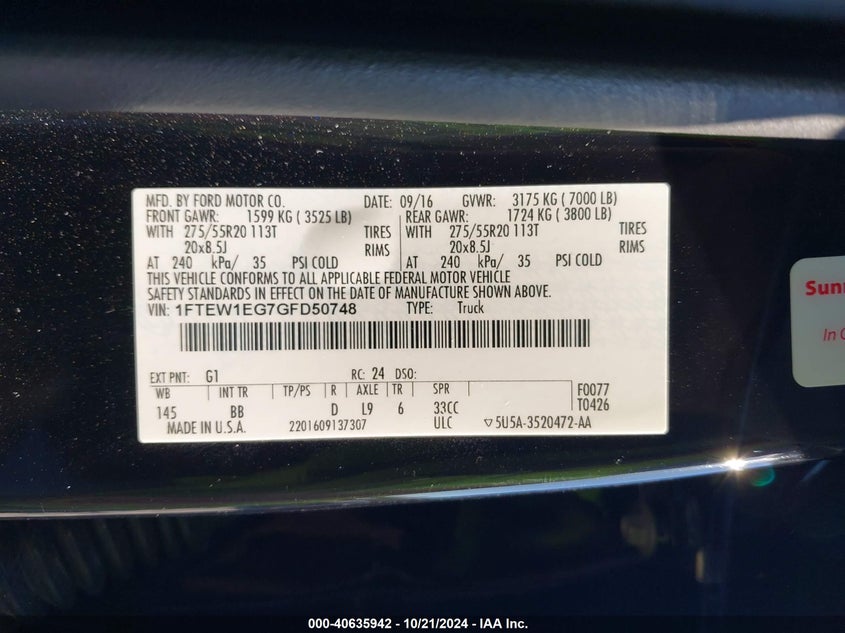 MFD. BY FORD MOTOR CO. DATE: 09/16 GVWR: 3175 KG ( 7000 LB)
FRONT GAWR: 1599 KG ( 3525 LB) REAR GAWR: 1724 KG ( 3800 LB)
WITH 275/55R20 113T TIRES WITH 275/55R20 113T TIRES
20x8.5J RIMS 20x8.5J RIMS
AT 240 kPa/ 35 PSI COLD AT 240 kPa/ 35 PSI COLD
THIS VEHICLE CONFORMS TO ALL APPLICABLE FEDERAL MOTOR VEHICLE
SAFETY STANDARDS IN EFFECT ON THE DATE OF MANUFACTURE SHOWN ABOVE.
VIN: 1FTEW1EG7GFD50748 TYPE: Truck
EXT PNT: G1 RC: 24 DSO:
WB INT TR TP/PS R AXLE TR SPR F0077
145 BB D L9 6 33CC T0426
MADE IN U.S.A. 2201609137307 ULC ▽5U5A-3520472-AA
In
000-40635942 - 10/21/2024 - IAA Inc.